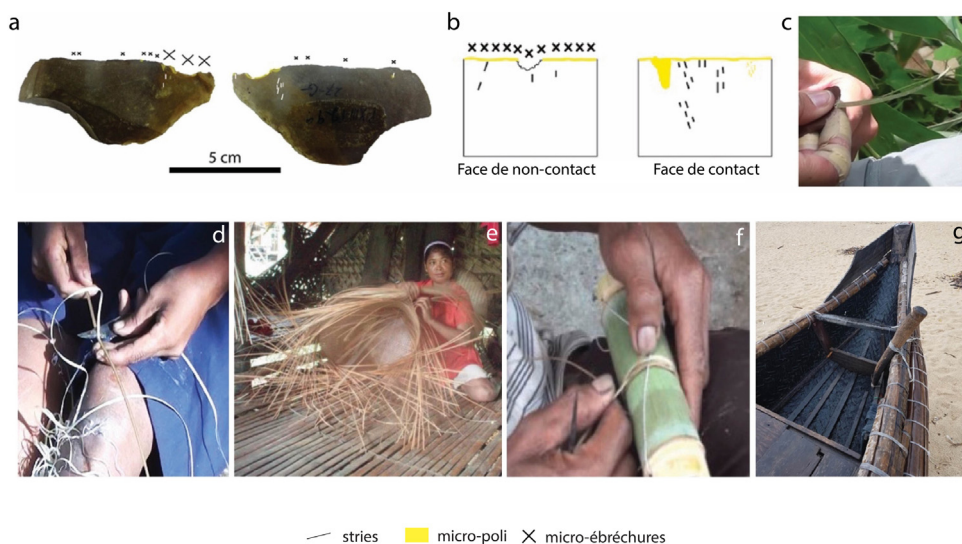 a
b
c
5 cm
Face de non-contact
Face de contact
d
e
f
g
stries
micro-poli
micro-ébréchures